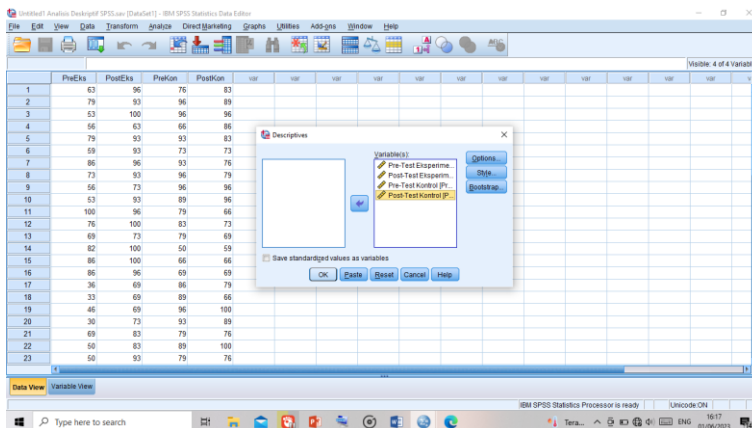 *Untitled1 Analisis Deskriptif SPSS.sav [DataSet1] - IBM SPSS Statistics Data Editor
File Edit View Data Transform Analyze Direct Marketing Graphs Utilities Add-ons Window Help
Visible: 4 of 4 Variabl
PreEks PostEks PreKon PostKon var var var var var var var var var var var
1 63 96 76 83
2 79 93 96 89
3 53 100 96 96
4 56 63 66 86
5 79 93 93 83
6 59 93 73 73
7 86 96 93 76
8 73 93 96 79
9 56 73 96 96
10 53 93 89 96
11 100 96 79 66
12 76 100 83 73
13 69 73 79 69
14 82 100 50 59
15 86 100 66 66
16 86 96 69 69
17 36 69 86 79
18 33 69 89 66
19 46 69 96 100
20 30 73 93 89
21 69 83 79 76
22 50 83 89 100
23 50 93 79 76
Descriptives
Variable(s):
Pre-Test Eksperime...
Post-Test Eksperim...
Pre-Test Kontrol [Pr...
Post-Test Kontrol [P...
Options...
Style...
Bootstrap...
Save standardized values as variables
OK Paste Reset Cancel Help
Data View Variable View
IBM SPSS Statistics Processor is ready Unicode:ON
Type here to search
Tera... ENG 16:17
01/06/2023